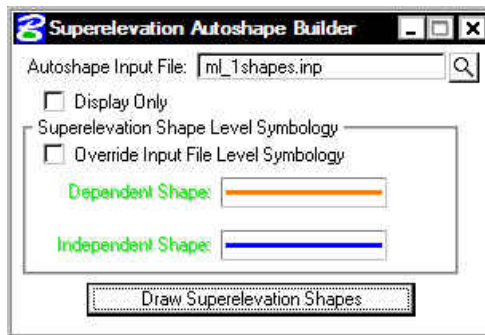 Superelevation Autoshape Builder
Autoshape Input File: ml_1shapes.inp
Display Only
Superelevation Shape Level Symbology
Override Input File Level Symbology
Dependent Shape:
Independent Shape:
Draw Superelevation Shapes